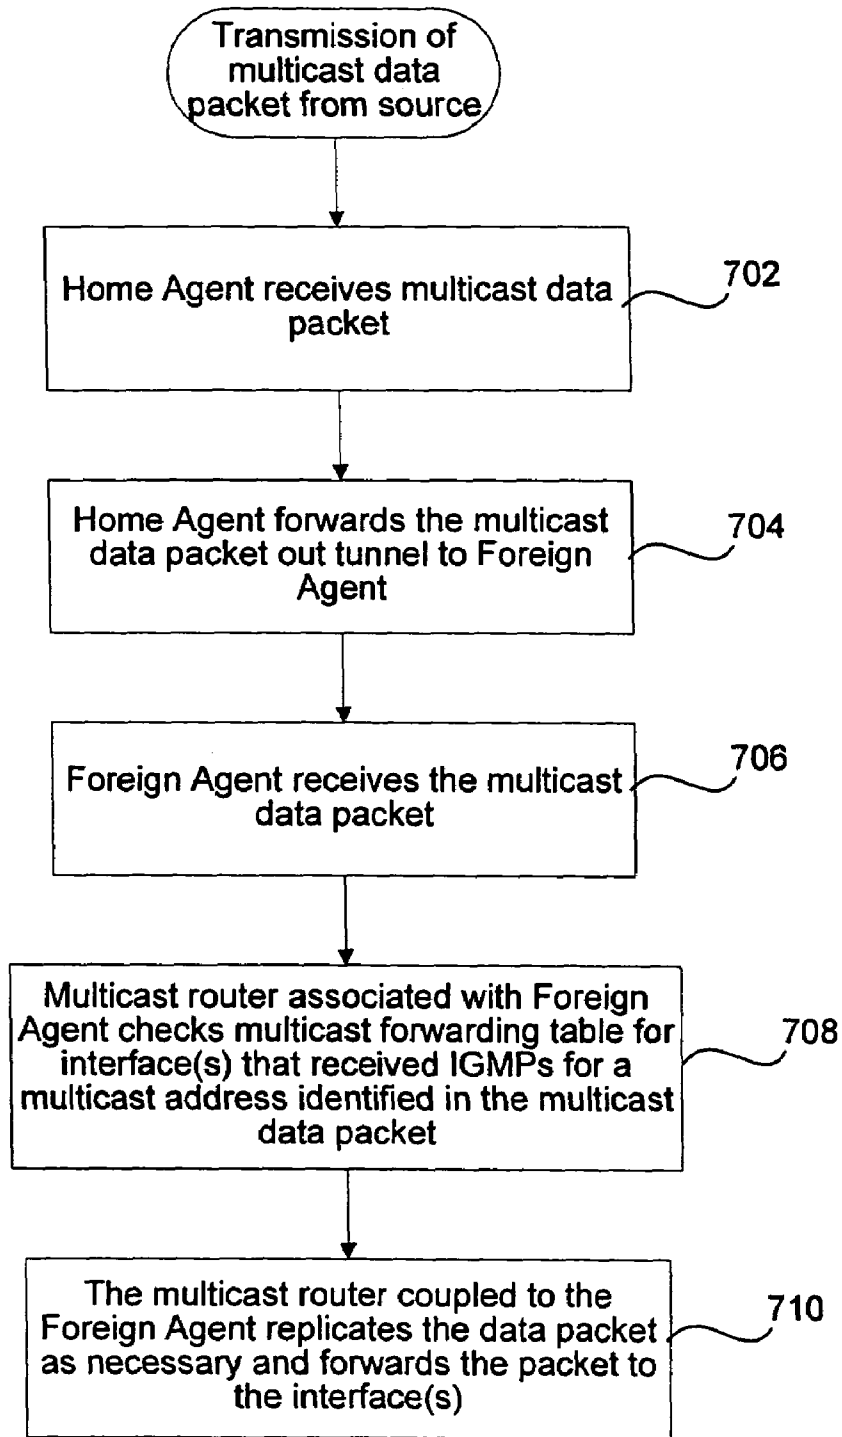 Transmission of
multicast data
packet from source
Home Agent receives multicast data
packet
702
Home Agent forwards the multicast
data packet out tunnel to Foreign
Agent
704
Foreign Agent receives the multicast
data packet
706
Multicast router associated with Foreign
Agent checks multicast forwarding table for
interface(s) that received IGMPs for a
multicast address identified in the multicast
data packet
708
The multicast router coupled to the
Foreign Agent replicates the data packet
as necessary and forwards the packet to
the interface(s)
710